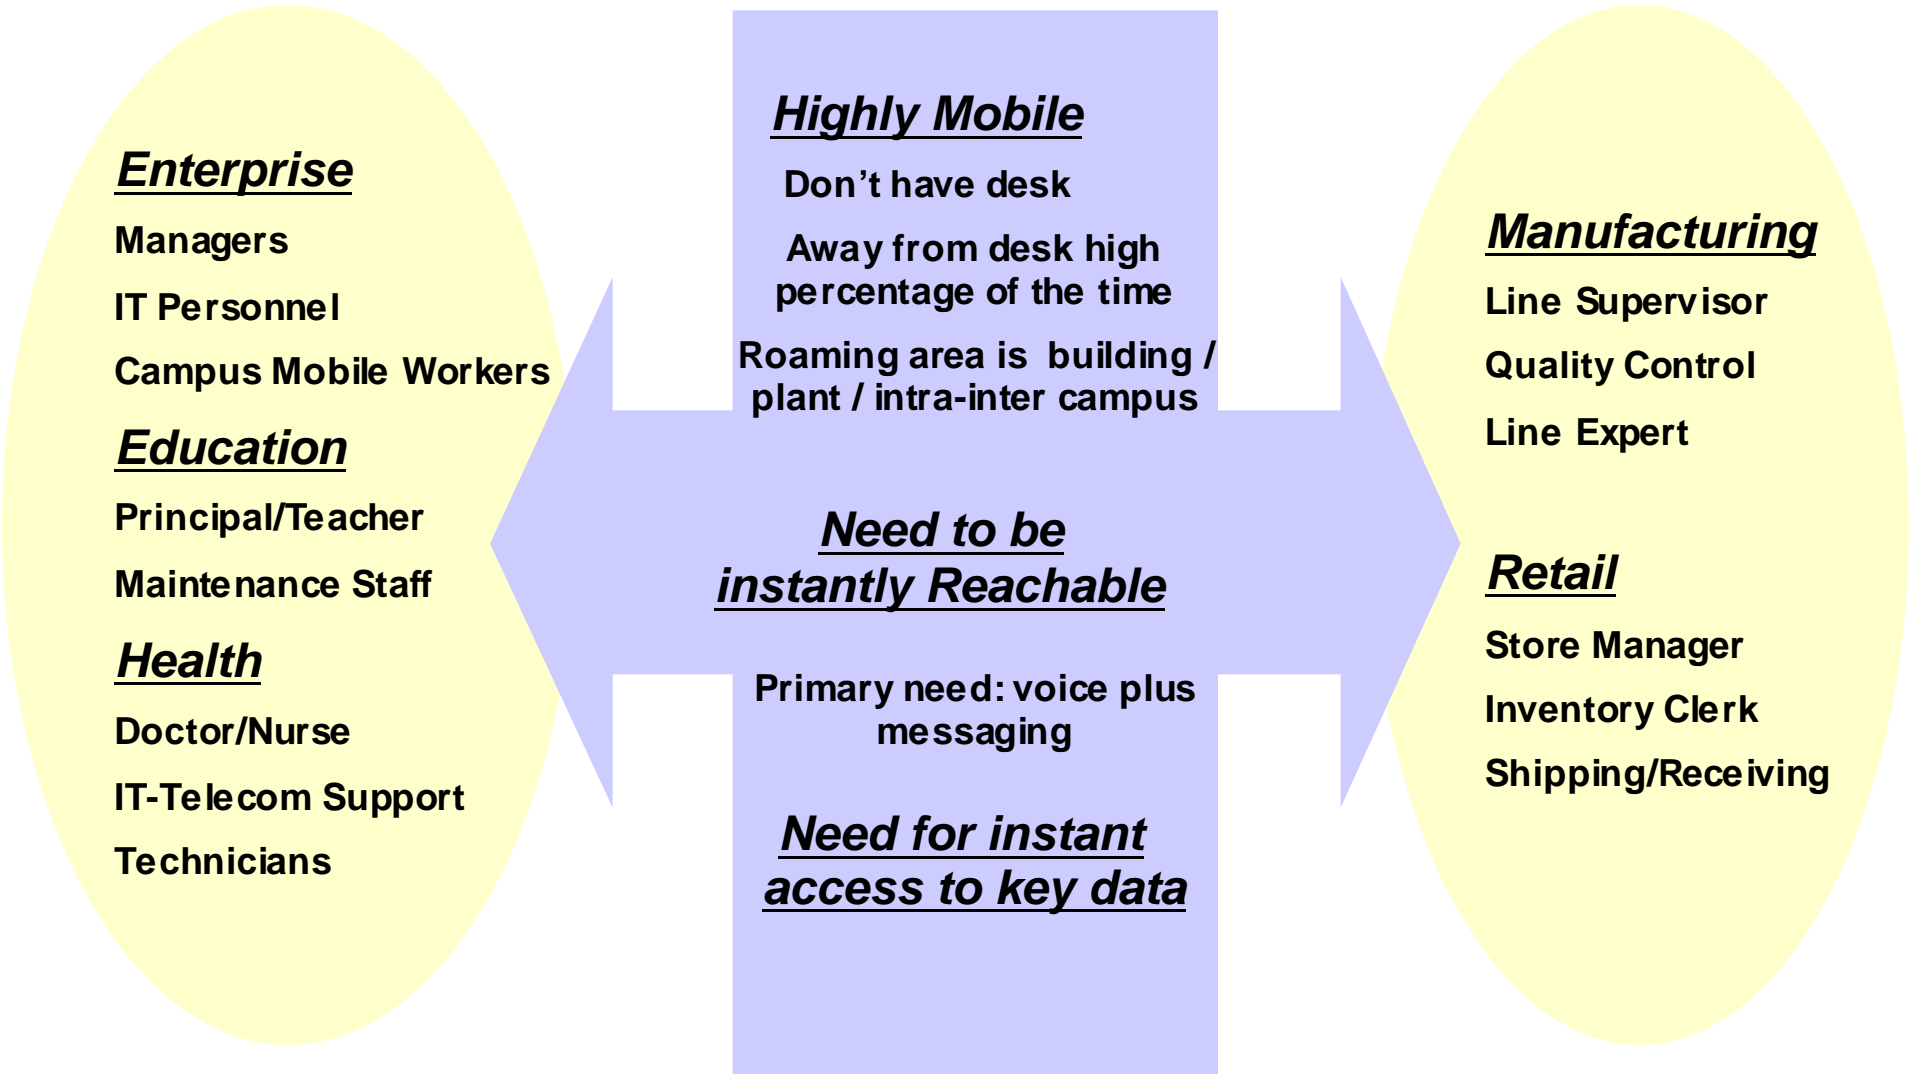 Enterprise
Managers
IT Personnel
Campus Mobile Workers
Education
Principal/Teacher
Maintenance Staff
Health
Doctor/Nurse
IT-Telecom Support
Technicians
Highly Mobile
Don’t have desk
Away from desk high
percentage of the time
Roaming area is building /
plant / intra-inter campus
Need to be
instantly Reachable
Primary need: voice plus
messaging
Need for instant
access to key data
Manufacturing
Line Supervisor
Quality Control
Line Expert
Retail
Store Manager
Inventory Clerk
Shipping/Receiving